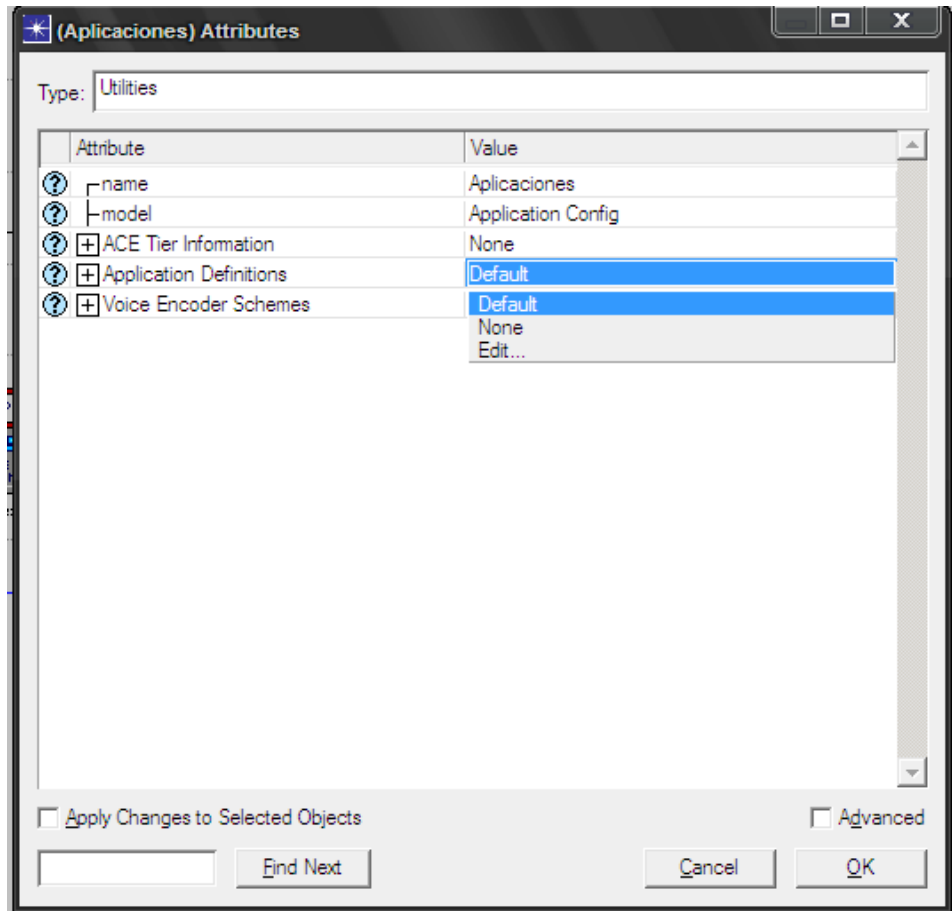 (Aplicaciones) Attributes
Type: Utilities
Attribute Value
name Aplicaciones
model Application Config
ACE Tier Information None
Application Definitions Default
Voice Encoder Schemes Default
None
Edit...
Apply Changes to Selected Objects Advanced
Find Next Cancel OK